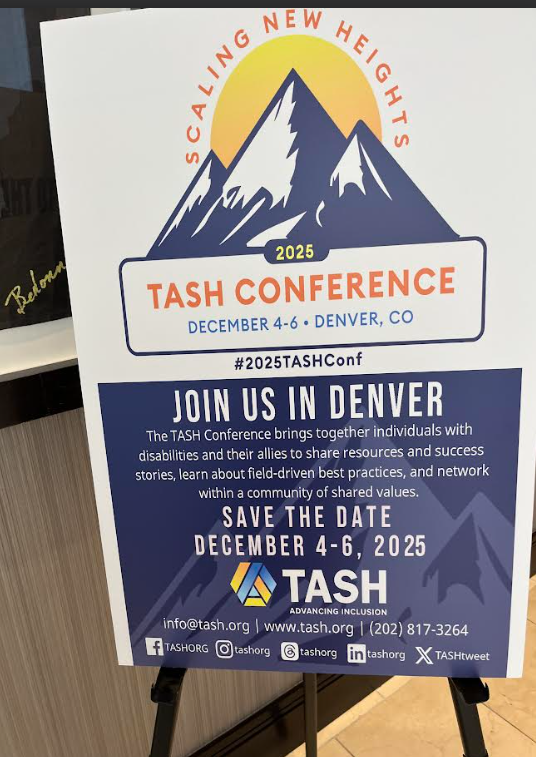 SCALING NEW HEIGHTS
2025
TASH CONFERENCE
DECEMBER 4-6 • DENVER, CO
#2025TASHConf
JOIN US IN DENVER
The TASH Conference brings together individuals with
disabilities and their allies to share resources and success
stories, learn about field-driven best practices, and network
within a community of shared values.
SAVE THE DATE
DECEMBER 4-6, 2025
TASH
ADVANCING INCLUSION
info@tash.org | www.tash.org | (202) 817-3264
TASHORG tashorg tashorg tashorg TASHtweet